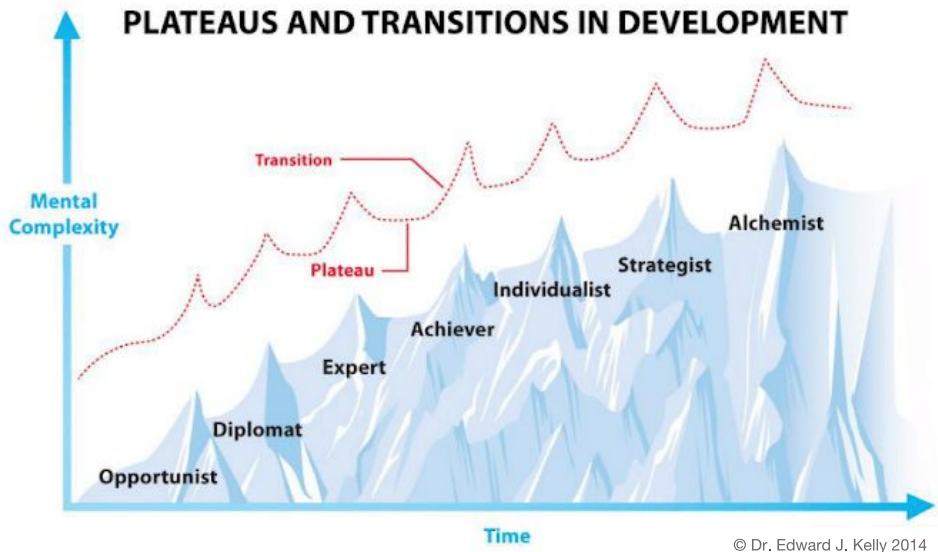 PLATEAUS AND TRANSITIONS IN DEVELOPMENT
Transition
Mental
Complexity
Plateau
Alchemist
Strategist
Individualist
Achiever
Expert
Diplomat
Opportunist
Time
© Dr. Edward J. Kelly 2014